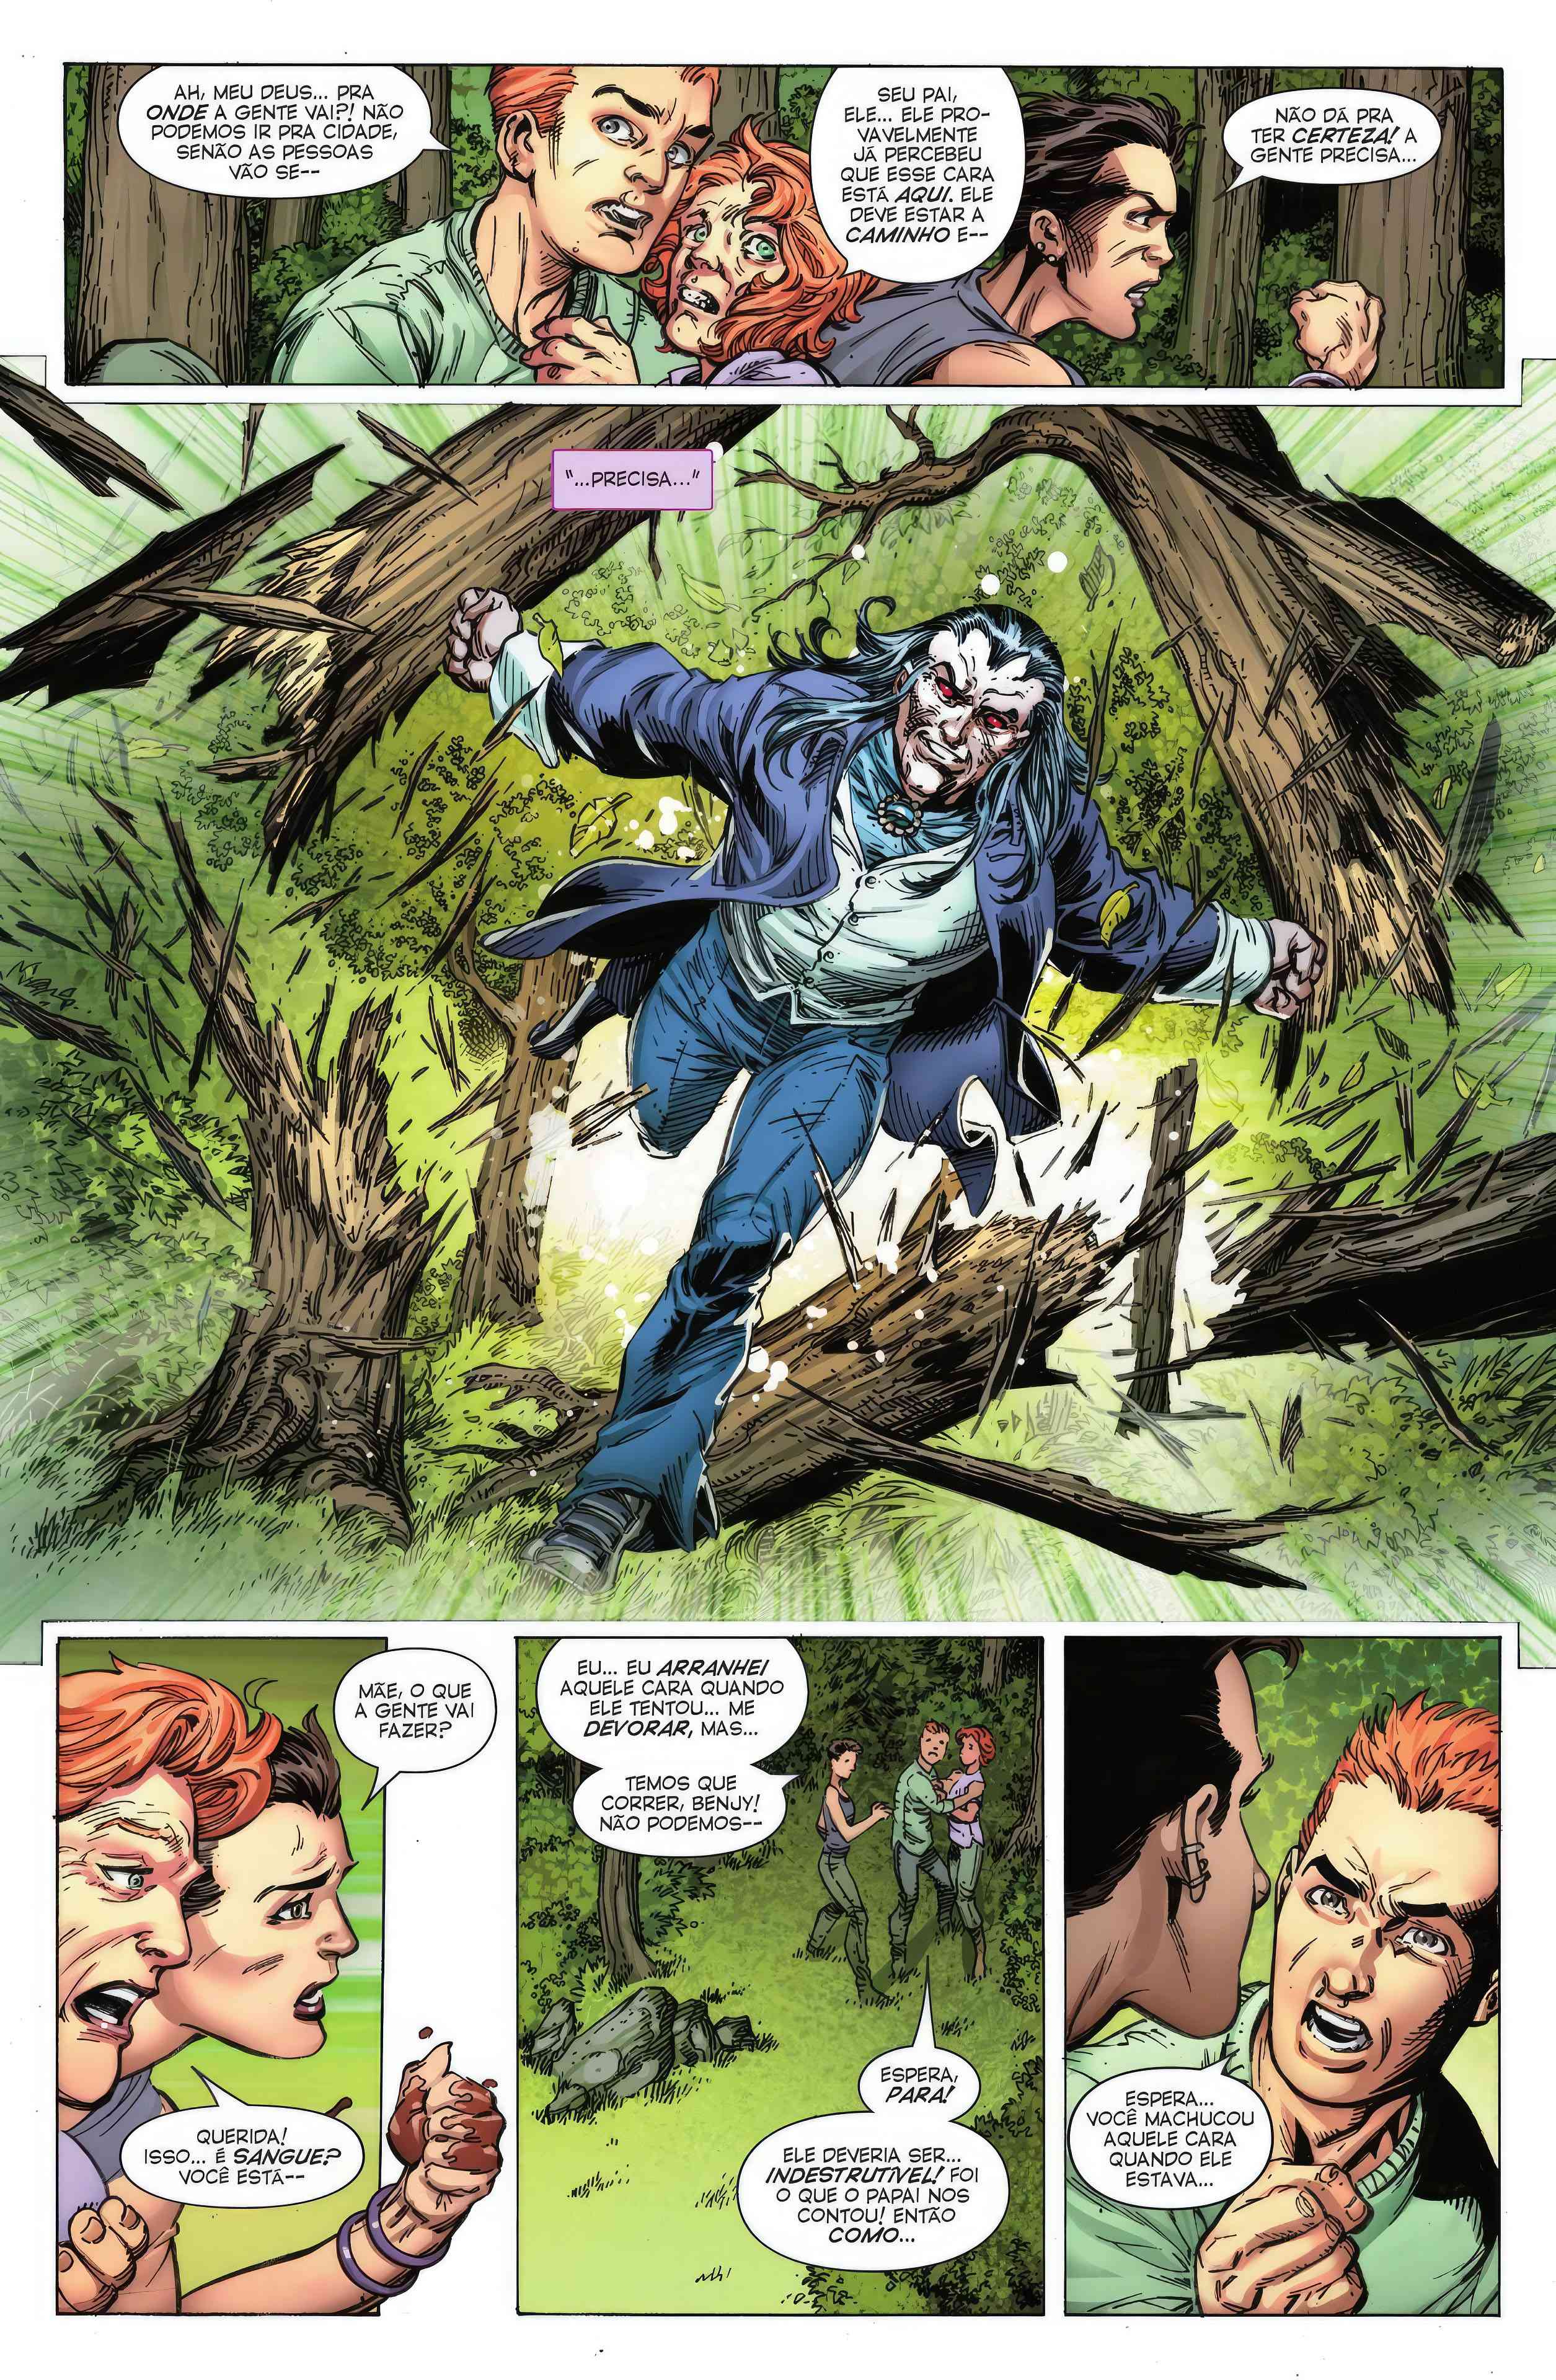 AH, MEU DEUS... PRA
ONDE A GENTE VAI?! NÃO
PODEMOS IR PRA CIDADE,
SENÃO AS PESSOAS
VÃO SE--
SEU PAI,
ELE... ELE PRO-
VAVELMENTE
JÁ PERCEBEU
QUE ESSE CARA
ESTÁ AQUI. ELE
DEVE ESTAR A
CAMINHO E--
NÃO DÁ PRA
TER CERTEZA! A
GENTE PRECISA...
"...PRECISA..."
MÃE, O QUE
A GENTE VAI
FAZER?
QUERIDA!
ISSO... É SANGUE?
VOCÊ ESTÁ--
EU... EU ARRANHEI
AQUELE CARA QUANDO
ELE TENTOU... ME
DEVORAR, MAS...
TEMOS QUE
CORRER, BENJY!
NÃO PODEMOS--
ESPERA,
PARA!
ELE DEVERIA SER...
INDESTRUTÍVEL! FOI
O QUE O PAPAI NOS
CONTOU! ENTÃO
COMO...
ESPERA...
VOCÊ MACHUCOU
AQUELE CARA
QUANDO ELE
ESTAVA...